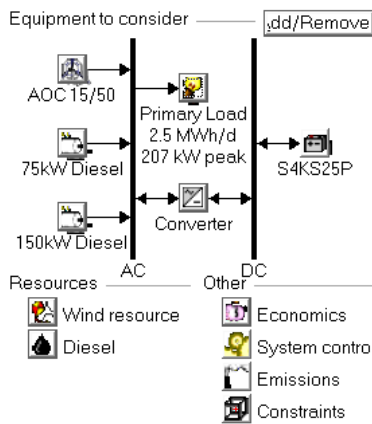 Equipment to consider
,dd/Remove
AOC 15/50
Primary Load
2.5 MWh/d
207 kW peak
75kW Diesel
S4KS25P
Converter
150kW Diesel
AC
DC
Resources
Other
Wind resource
Economics
Diesel
System contro
Emissions
Constraints